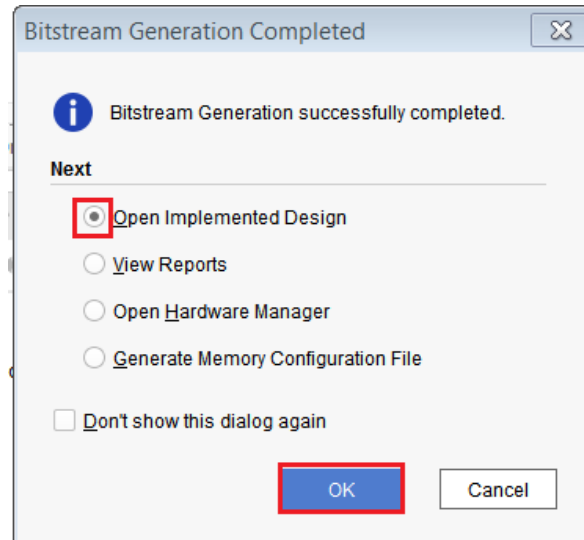 Bitstream Generation Completed
Bitstream Generation successfully completed.
Next
Open Implemented Design
View Reports
Open Hardware Manager
Generate Memory Configuration File
Don't show this dialog again
OK
Cancel